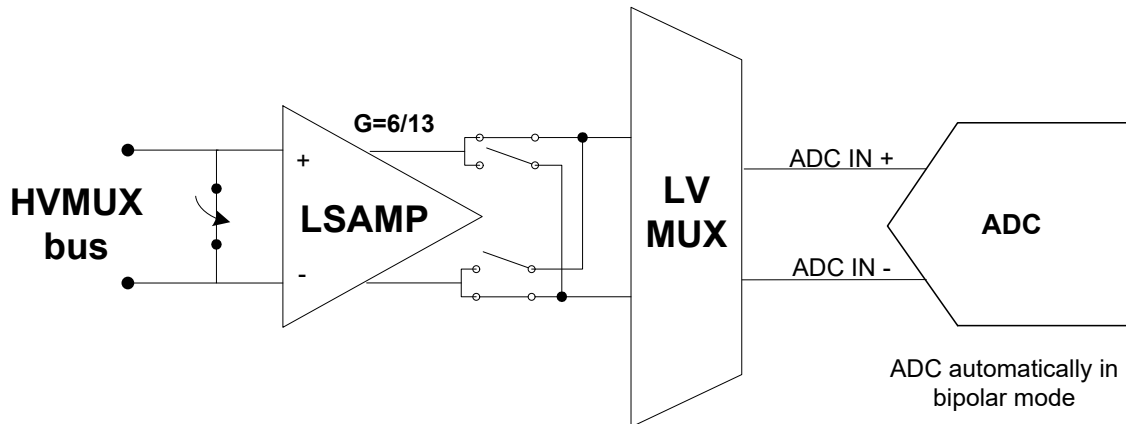 G=6/13
+
-
HVMUX
bus
LSAMP
LV
MUX
ADC IN +
ADC IN -
ADC
ADC automatically in
bipolar mode